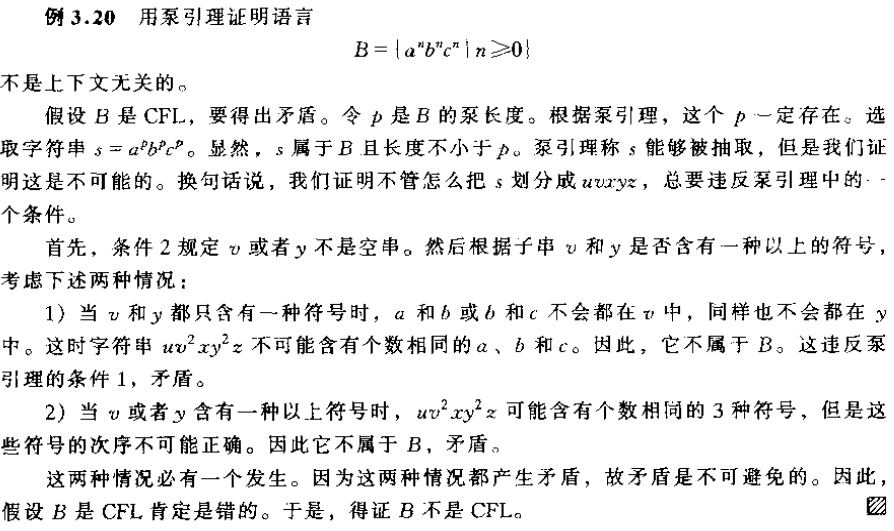 例 3.20 用泵引理证明语言
B = {aⁿbⁿcⁿ | n⩾0}
不是上下文无关的。
假设 B 是 CFL，要得出矛盾。令 p 是 B 的泵长度。根据泵引理，这个 p 一定存在。选
取字符串 s = aᵖbᵖcᵖ。显然，s 属于 B 且长度不小于 p。泵引理称 s 能够被抽取，但是我们证
明这是不可能的。换句话说，我们证明不管怎么把 s 划分成 uvxyz，总要违反泵引理中的一
个条件。
首先，条件 2 规定 v 或者 y 不是空串。然后根据子串 v 和 y 是否含有一种以上的符号，
考虑下述两种情况：
1）当 v 和 y 都只含有一种符号时，a 和 b 或 b 和 c 不会都在 v 中，同样也不会都在 y
中。这时字符串 uv²xy²z 不可能含有个数相同的 a、b 和 c。因此，它不属于 B。这违反泵
引理的条件 1，矛盾。
2）当 v 或者 y 含有一种以上符号时，uv²xy²z 可能含有个数相同的 3 种符号，但是这
些符号的次序不可能正确。因此它不属于 B，矛盾。
这两种情况必有一个发生。因为这两种情况都产生矛盾，故矛盾是不可避免的。因此，
假设 B 是 CFL 肯定是错的。于是，得证 B 不是 CFL。